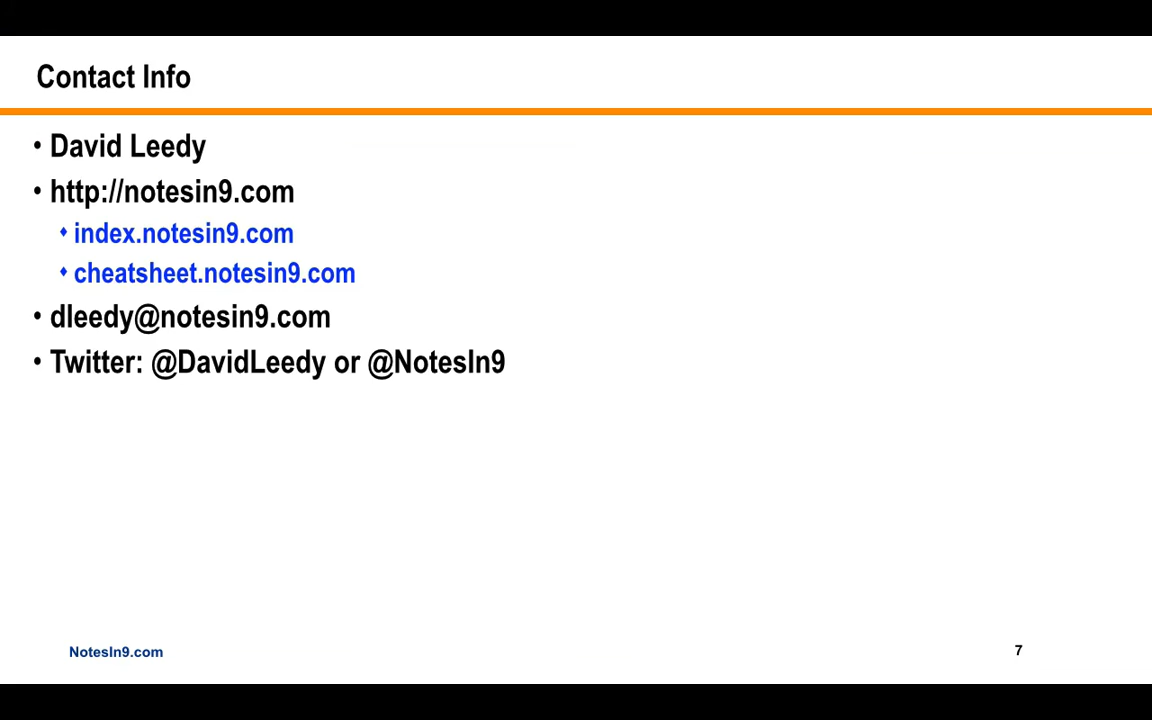 Contact Info
• David Leedy
• http://notesin9.com
♦ index.notesin9.com
♦ cheatsheet.notesin9.com
• dleedy@notesin9.com
• Twitter: @DavidLeedy or @NotesIn9
NotesIn9.com
7